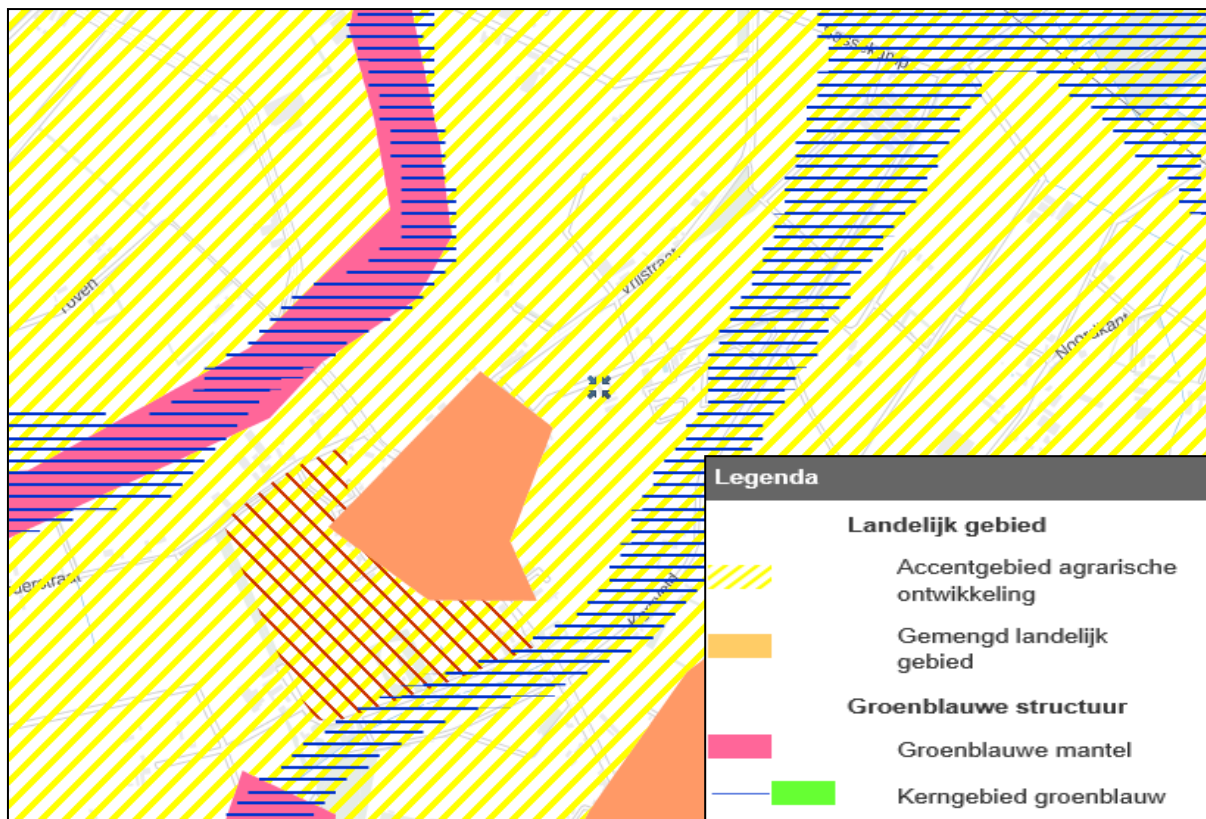 Vrijstraat
Noordkant
Legenda
Landelijk gebied
Accentgebied agrarische
ontwikkeling
Gemengd landelijk
gebied
Groenblauwe structuur
Groenblauwe mantel
Kerngebied groenblauw